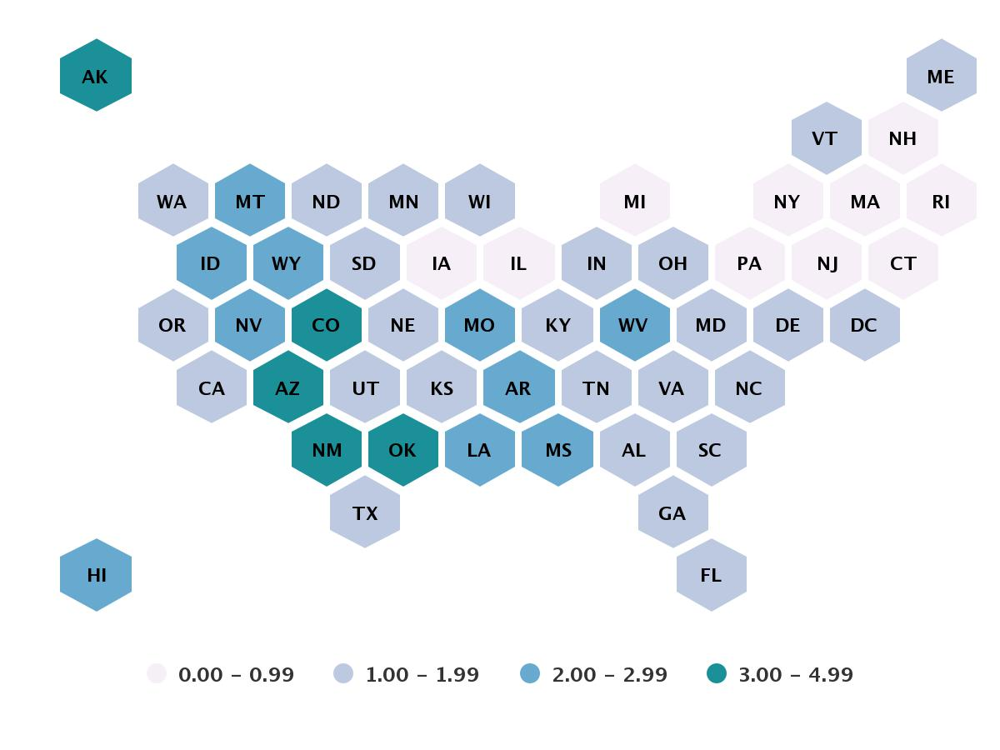 AK ME
VT NH
WA MT ND MN WI MI NY MA RI
ID WY SD IA IL IN OH PA NJ CT
OR NV CO NE MO KY WV MD DE DC
CA AZ UT KS AR TN VA NC
NM OK LA MS AL SC
TX GA
HI FL
0.00 – 0.99 1.00 – 1.99 2.00 – 2.99 3.00 – 4.99